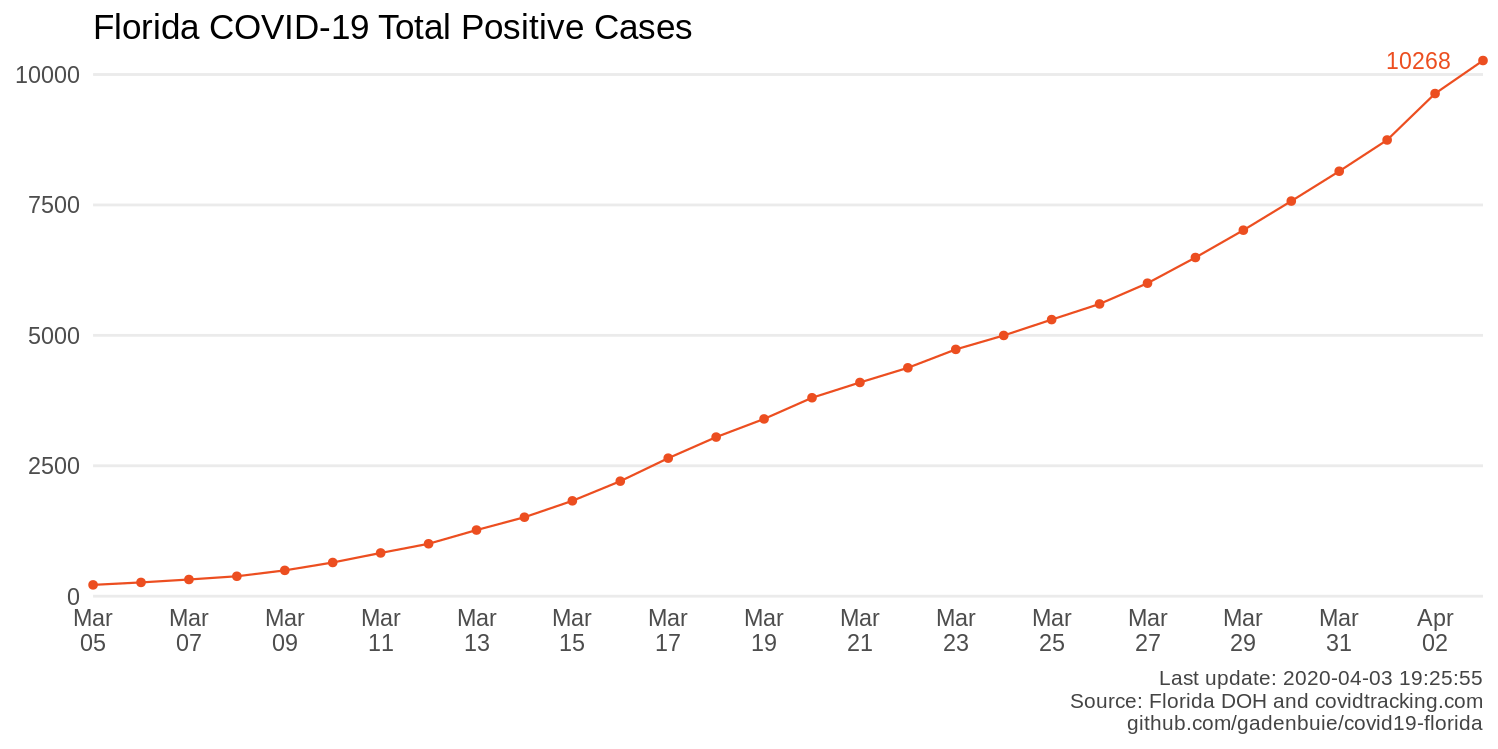 Florida COVID-19 Total Positive Cases
10268
10000
7500
5000
2500
0
Mar Mar Mar Mar Mar Mar Mar Mar Mar Mar Mar Mar Mar Mar Apr
05 07 09 11 13 15 17 19 21 23 25 27 29 31 02
Last update: 2020-04-03 19:25:55
Source: Florida DOH and covidtracking.com
github.com/gadenbuie/covid19-florida